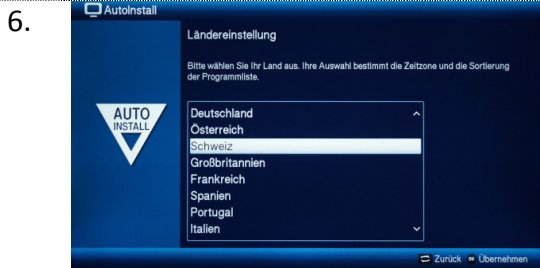 6.
AutoInstall
Ländereinstellung
Bitte wählen Sie Ihr Land aus. Ihre Auswahl bestimmt die Zeitzone und die Sortierung
der Programmliste.
AUTO
INSTALL
Deutschland
Österreich
Schweiz
Großbritannien
Frankreich
Spanien
Portugal
Italien
Zurück OK Übernehmen